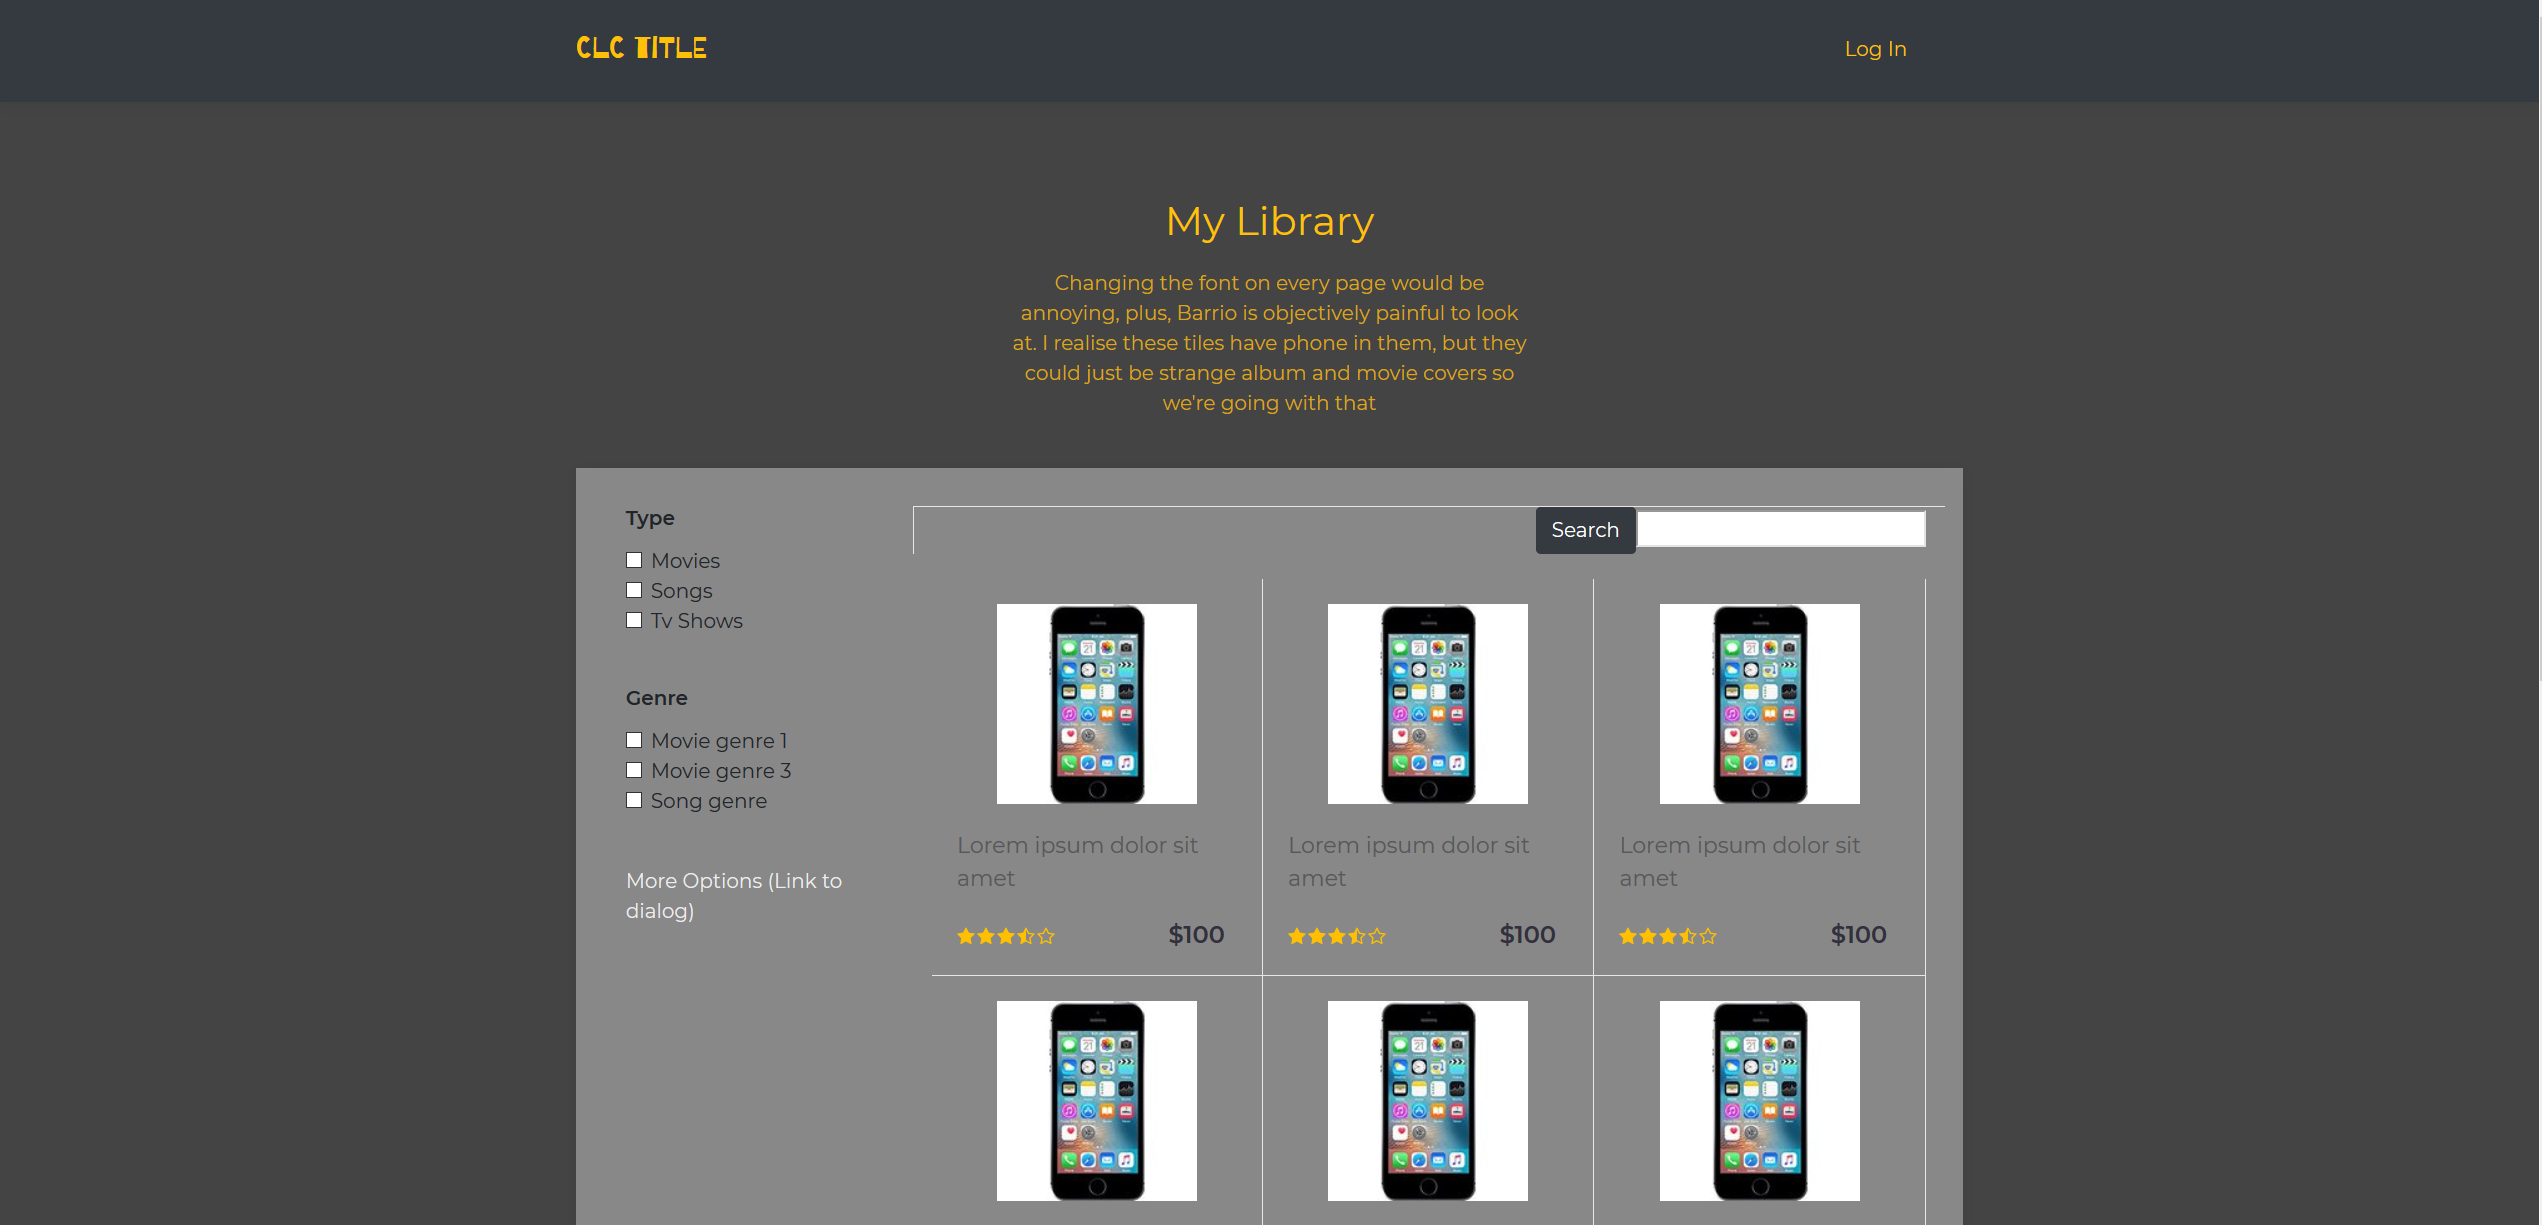 CLC TITLE
Log In
My Library
Changing the font on every page would be
annoying, plus, Barrio is objectively painful to look
at. I realise these tiles have phone in them, but they
could just be strange album and movie covers so
we're going with that
Type
Movies
Songs
Tv Shows
Genre
Movie genre 1
Movie genre 3
Song genre
More Options (Link to
dialog)
Search
Lorem ipsum dolor sit
amet
$100
Lorem ipsum dolor sit
amet
$100
Lorem ipsum dolor sit
amet
$100